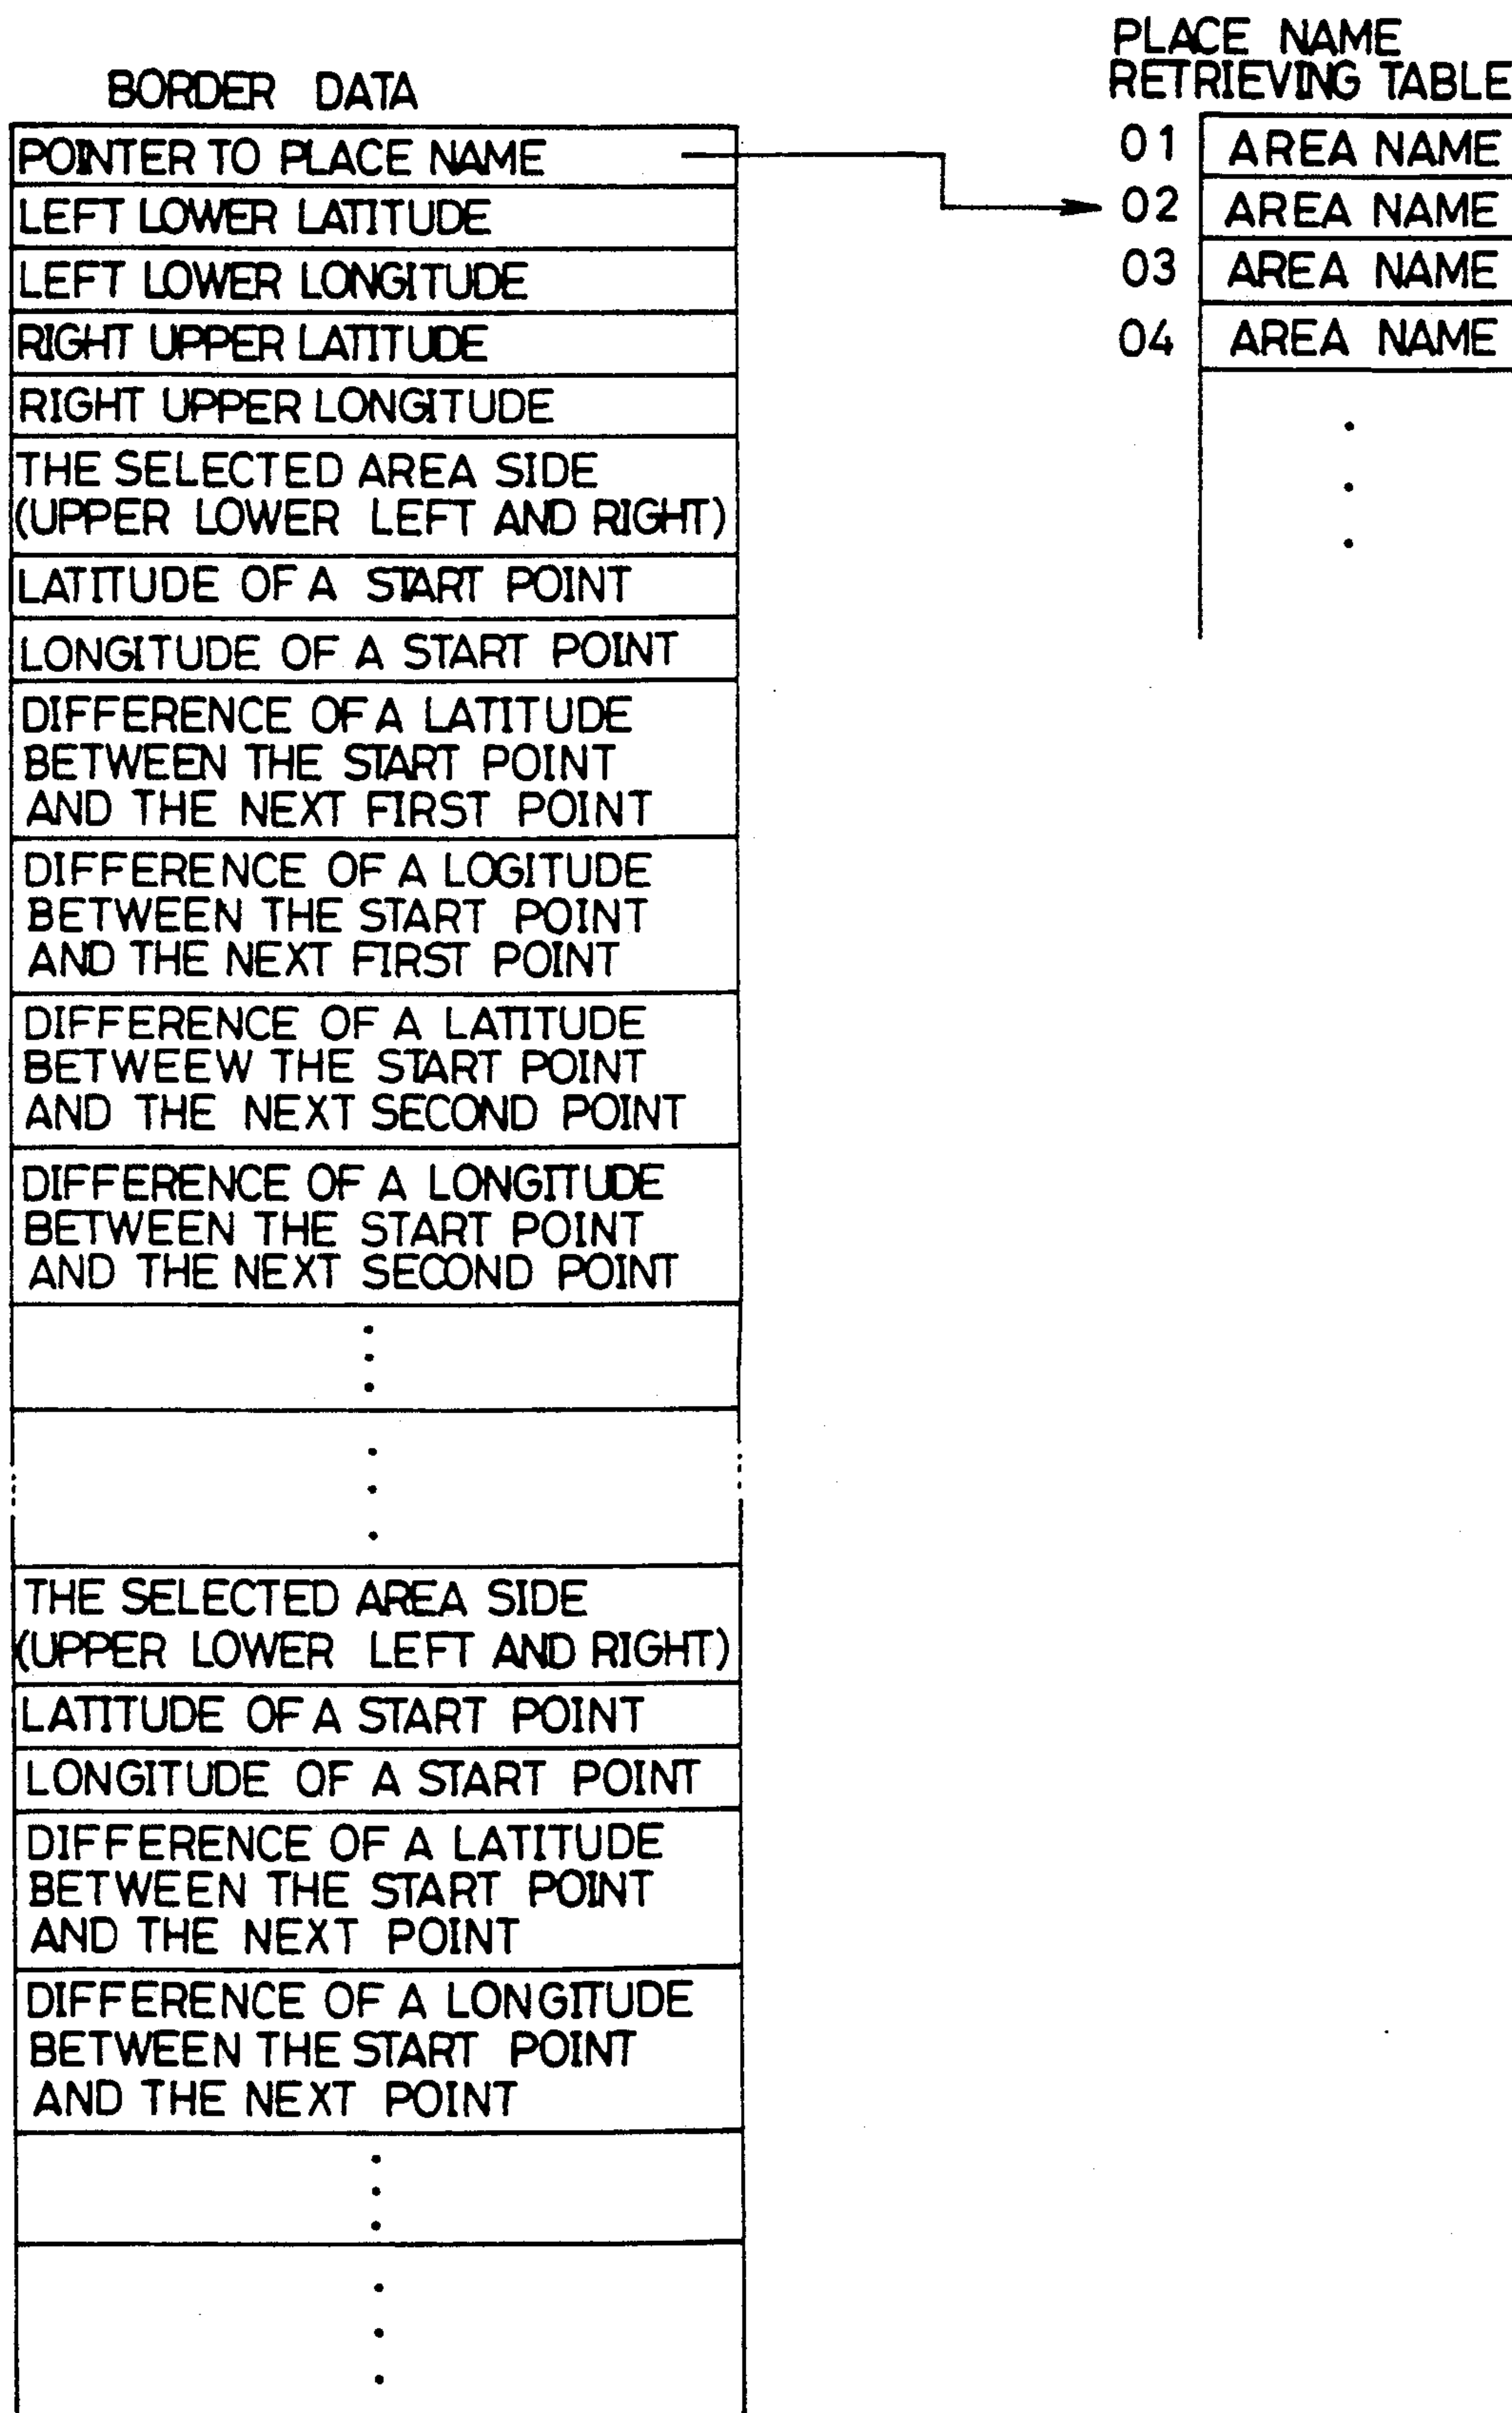 BORDER DATA
POINTER TO PLACE NAME
LEFT LOWER LATITUDE
LEFT LOWER LONGITUDE
RIGHT UPPER LATITUDE
RIGHT UPPER LONGITUDE
THE SELECTED AREA SIDE
(UPPER LOWER LEFT AND RIGHT)
LATITUDE OF A START POINT
LONGITUDE OF A START POINT
DIFFERENCE OF A LATITUDE
BETWEEN THE START POINT
AND THE NEXT FIRST POINT
DIFFERENCE OF A LOGITUDE
BETWEEN THE START POINT
AND THE NEXT FIRST POINT
DIFFERENCE OF A LATITUDE
BETWEEW THE START POINT
AND THE NEXT SECOND POINT
DIFFERENCE OF A LONGITUDE
BETWEEN THE START POINT
AND THE NEXT SECOND POINT
THE SELECTED AREA SIDE
(UPPER LOWER LEFT AND RIGHT)
LATITUDE OF A START POINT
LONGITUDE OF A START POINT
DIFFERENCE OF A LATITUDE
BETWEEN THE START POINT
AND THE NEXT POINT
DIFFERENCE OF A LONGITUDE
BETWEEN THE START POINT
AND THE NEXT POINT
PLACE NAME
RETRIEVING TABLE
01 AREA NAME
02 AREA NAME
03 AREA NAME
04 AREA NAME